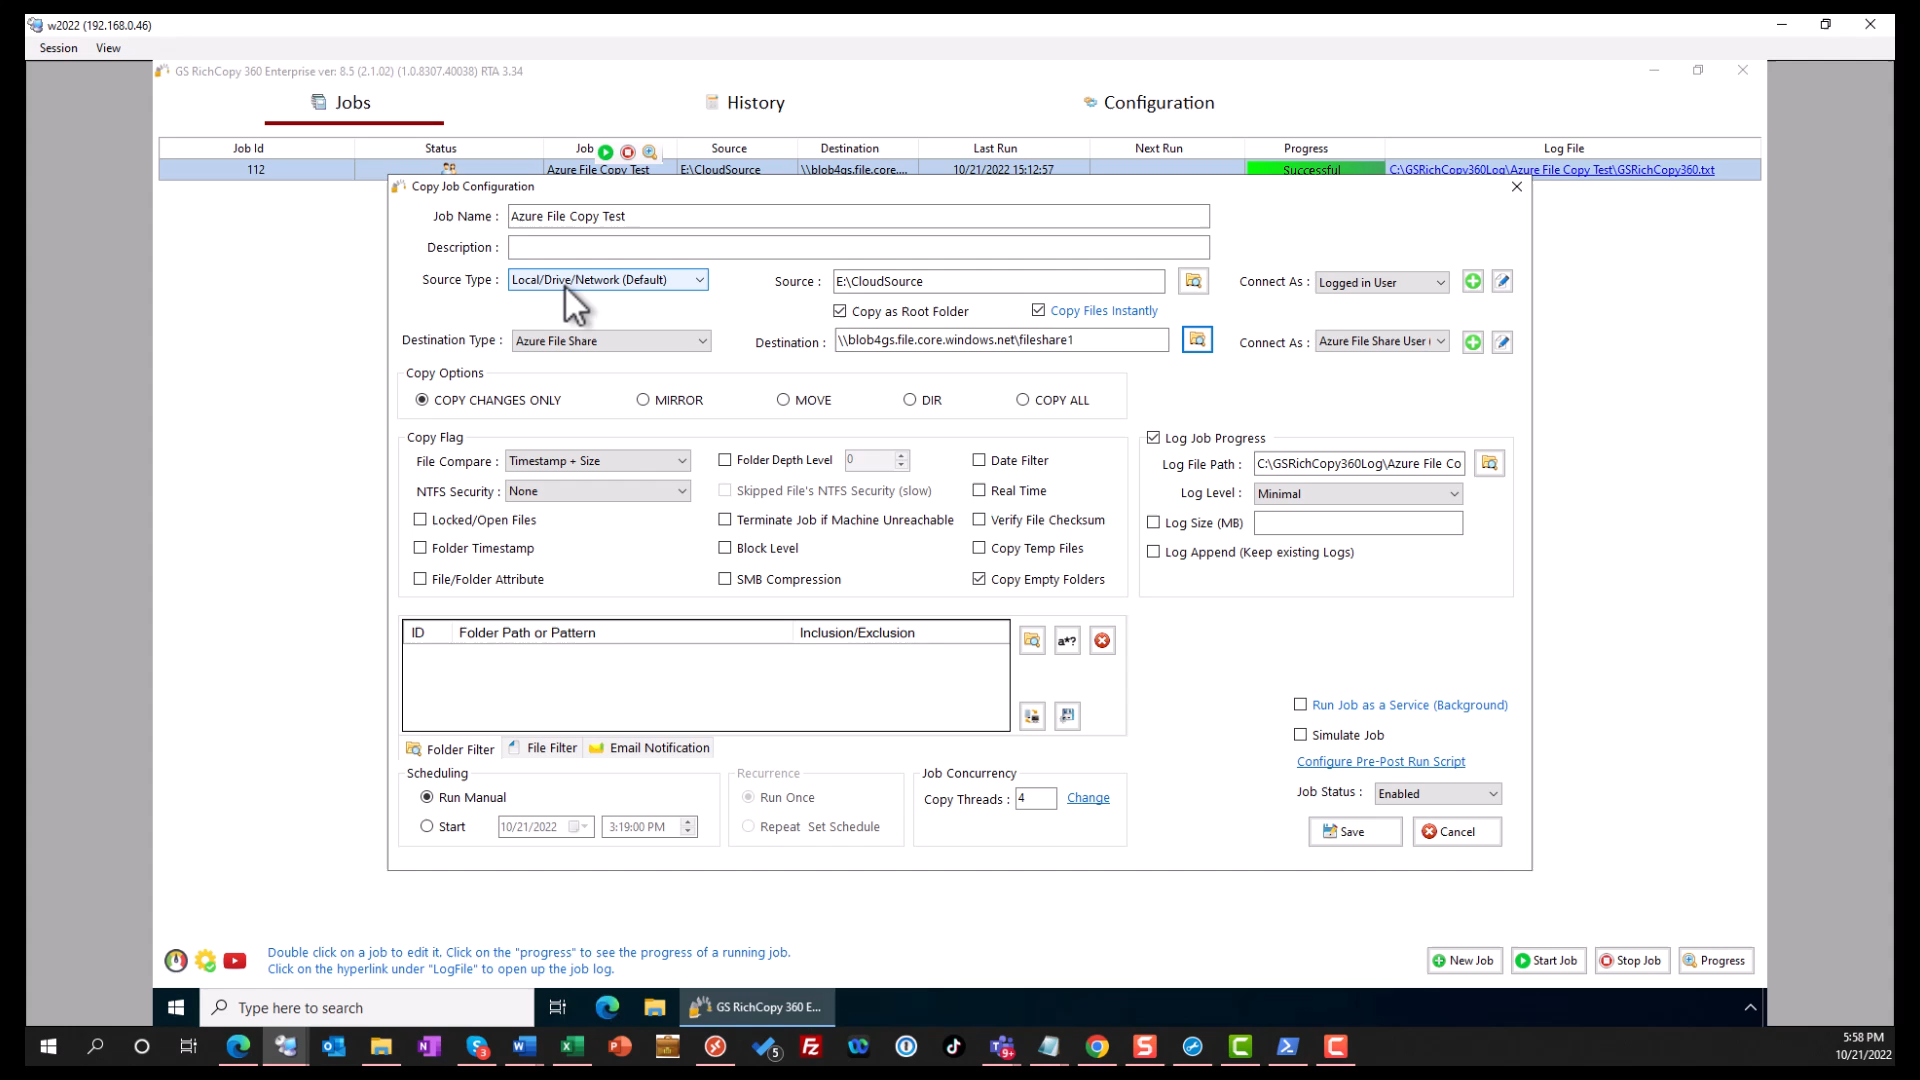 w2022 (192.168.0.46)
Session View
GS RichCopy 360 Enterprise ver: 8.5 (2.1.02) (1.0.8307.40038) RTA 3.34
Jobs History Configuration
Job Id Status Job Source Destination Last Run Next Run Progress Log File
112 Azure File Copy Test E:\CloudSource \\blob4gs.file.core.... 10/21/2022 15:12:57 Successful C:\GSRichCopy360Log\Azure File Copy Test\GSRichCopy360.txt
Copy Job Configuration
Job Name : Azure File Copy Test
Description :
Source Type : Local/Drive/Network (Default) Source : E:\CloudSource Connect As : Logged in User
Copy as Root Folder Copy Files Instantly
Destination Type : Azure File Share Destination : \\blob4gs.file.core.windows.net\fileshare1 Connect As : Azure File Share User (
Copy Options
COPY CHANGES ONLY MIRROR MOVE DIR COPY ALL
Copy Flag Log Job Progress
File Compare : Timestamp + Size Folder Depth Level 0 Date Filter Log File Path : C:\GSRichCopy360Log\Azure File Co
NTFS Security : None Skipped File's NTFS Security (slow) Real Time Log Level : Minimal
Locked/Open Files Terminate Job if Machine Unreachable Verify File Checksum Log Size (MB)
Folder Timestamp Block Level Copy Temp Files Log Append (Keep existing Logs)
File/Folder Attribute SMB Compression Copy Empty Folders
ID Folder Path or Pattern Inclusion/Exclusion
a*?
Run Job as a Service (Background)
Simulate Job
Folder Filter File Filter Email Notification
Configure Pre-Post Run Script
Scheduling Recurrence Job Concurrency
Run Manual Run Once Copy Threads : 4 Change Job Status : Enabled
Start 10/21/2022 3:19:00 PM Repeat Set Schedule Save Cancel
Double click on a job to edit it. Click on the "progress" to see the progress of a running job.
Click on the hyperlink under "LogFile" to open up the job log.
New Job Start Job Stop Job Progress
Type here to search GS RichCopy 360 E...
5:58 PM
10/21/2022